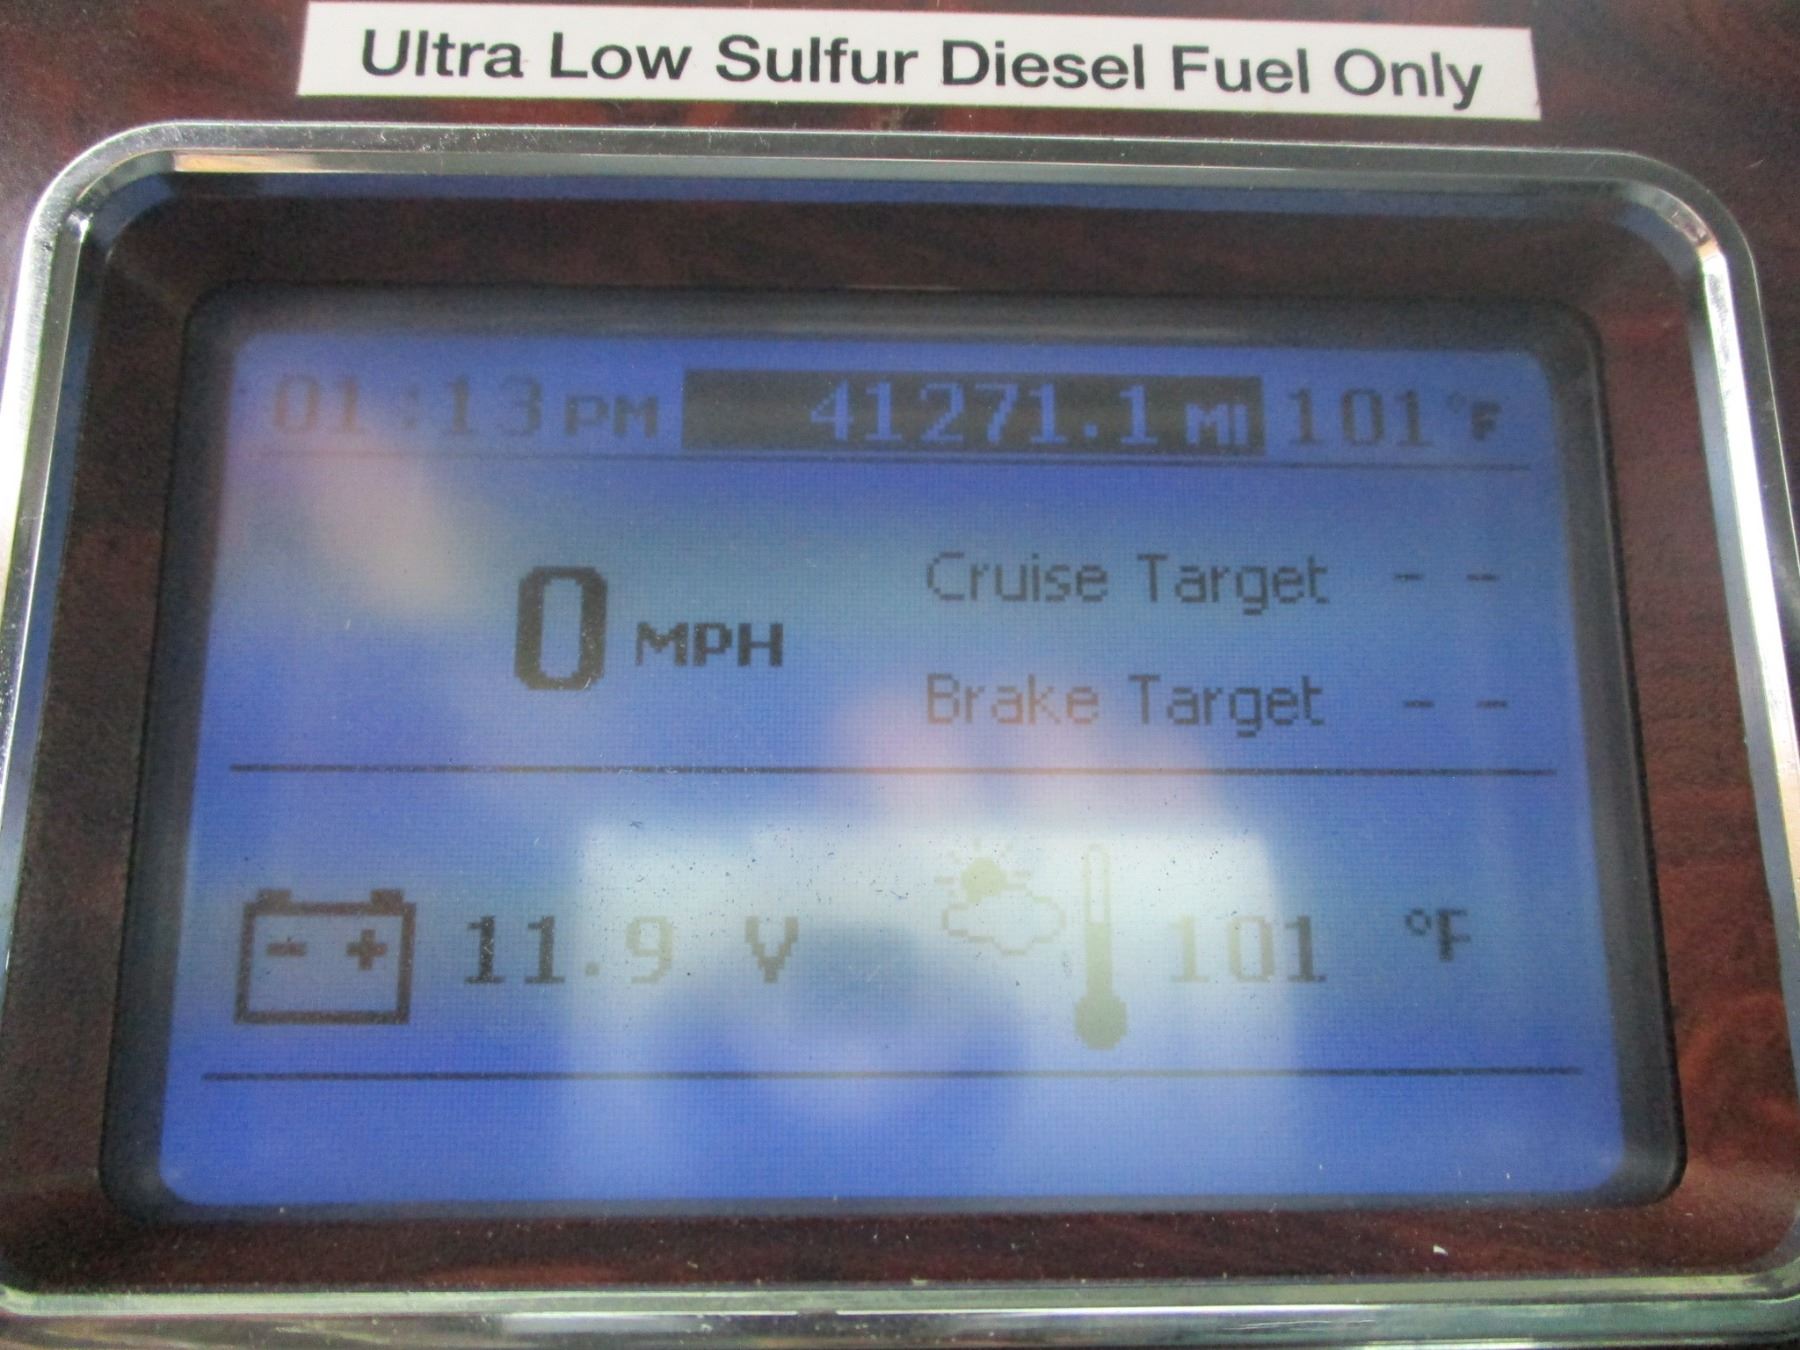 Ultra Low Sulfur Diesel Fuel Only
01:13 PM 41271.1 MI 101 °F
Cruise Target - -
0 MPH
Brake Target - -
- + 11.9 V 101 °F